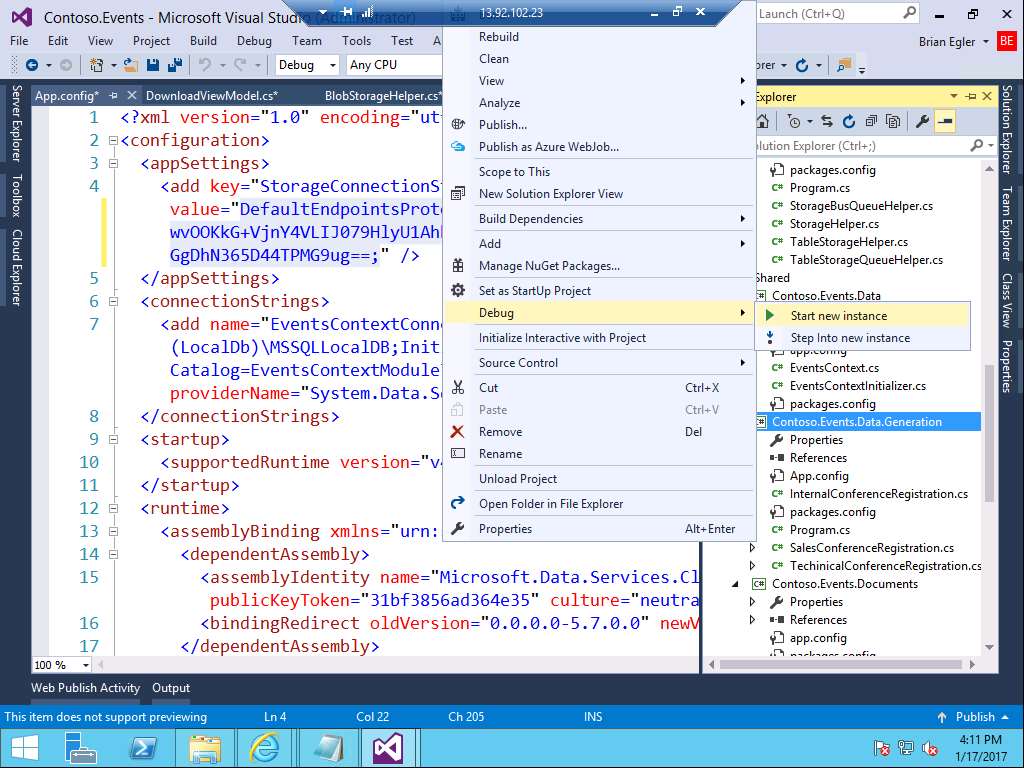 Contoso.Events - Microsoft Visual Studio (Administrator)
13.92.102.23
Launch (Ctrl+Q)
File Edit View Project Build Debug Team Tools Test A
Brian Egler BE
Debug Any CPU
App.config* DownloadViewModel.cs* BlobStorageHelper.cs*
Server Explorer
Toolbox
Cloud Explorer
1 <?xml version="1.0" encoding="ut
2 <configuration>
3 <appSettings>
4 <add key="StorageConnectionS
value="DefaultEndpointsProt
wvOOKkG+VjnY4VLIJ079HlyU1Ah
GgDhN365D44TPMG9ug==;" />
5 </appSettings>
6 <connectionStrings>
7 <add name="EventsContextConn
(LocalDb)\MSSQLLocalDB;Init
Catalog=EventsContextModule
providerName="System.Data.S
8 </connectionStrings>
9 <startup>
10 <supportedRuntime version="v4
11 </startup>
12 <runtime>
13 <assemblyBinding xmlns="urn:
14 <dependentAssembly>
15 <assemblyIdentity name="Microsoft.Data.Services.Cl
publicKeyToken="31bf3856ad364e35" culture="neutra
16 <bindingRedirect oldVersion="0.0.0.0-5.7.0.0" newV
17 </dependentAssembly>
100 %
Rebuild
Clean
View
Analyze
Publish...
Publish as Azure WebJob...
Scope to This
New Solution Explorer View
Build Dependencies
Add
Manage NuGet Packages...
Set as StartUp Project
Debug
Initialize Interactive with Project
Source Control
Cut Ctrl+X
Paste Ctrl+V
Remove Del
Rename
Unload Project
Open Folder in File Explorer
Properties Alt+Enter
Start new instance
Step Into new instance
Explorer
olution Explorer (Ctrl+;)
packages.config
Program.cs
StorageBusQueueHelper.cs
StorageHelper.cs
TableStorageHelper.cs
TableStorageQueueHelper.cs
Shared
Contoso.Events.Data
EventsContext.cs
EventsContextInitializer.cs
packages.config
Contoso.Events.Data.Generation
Properties
References
App.config
InternalConferenceRegistration.cs
packages.config
Program.cs
SalesConferenceRegistration.cs
TechinicalConferenceRegistration.cs
Contoso.Events.Documents
Properties
References
app.config
packages.config
Solution Explorer
Team Explorer
Class View
Properties
Web Publish Activity Output
This item does not support previewing Ln 4 Col 22 Ch 205 INS Publish
4:11 PM
1/17/2017